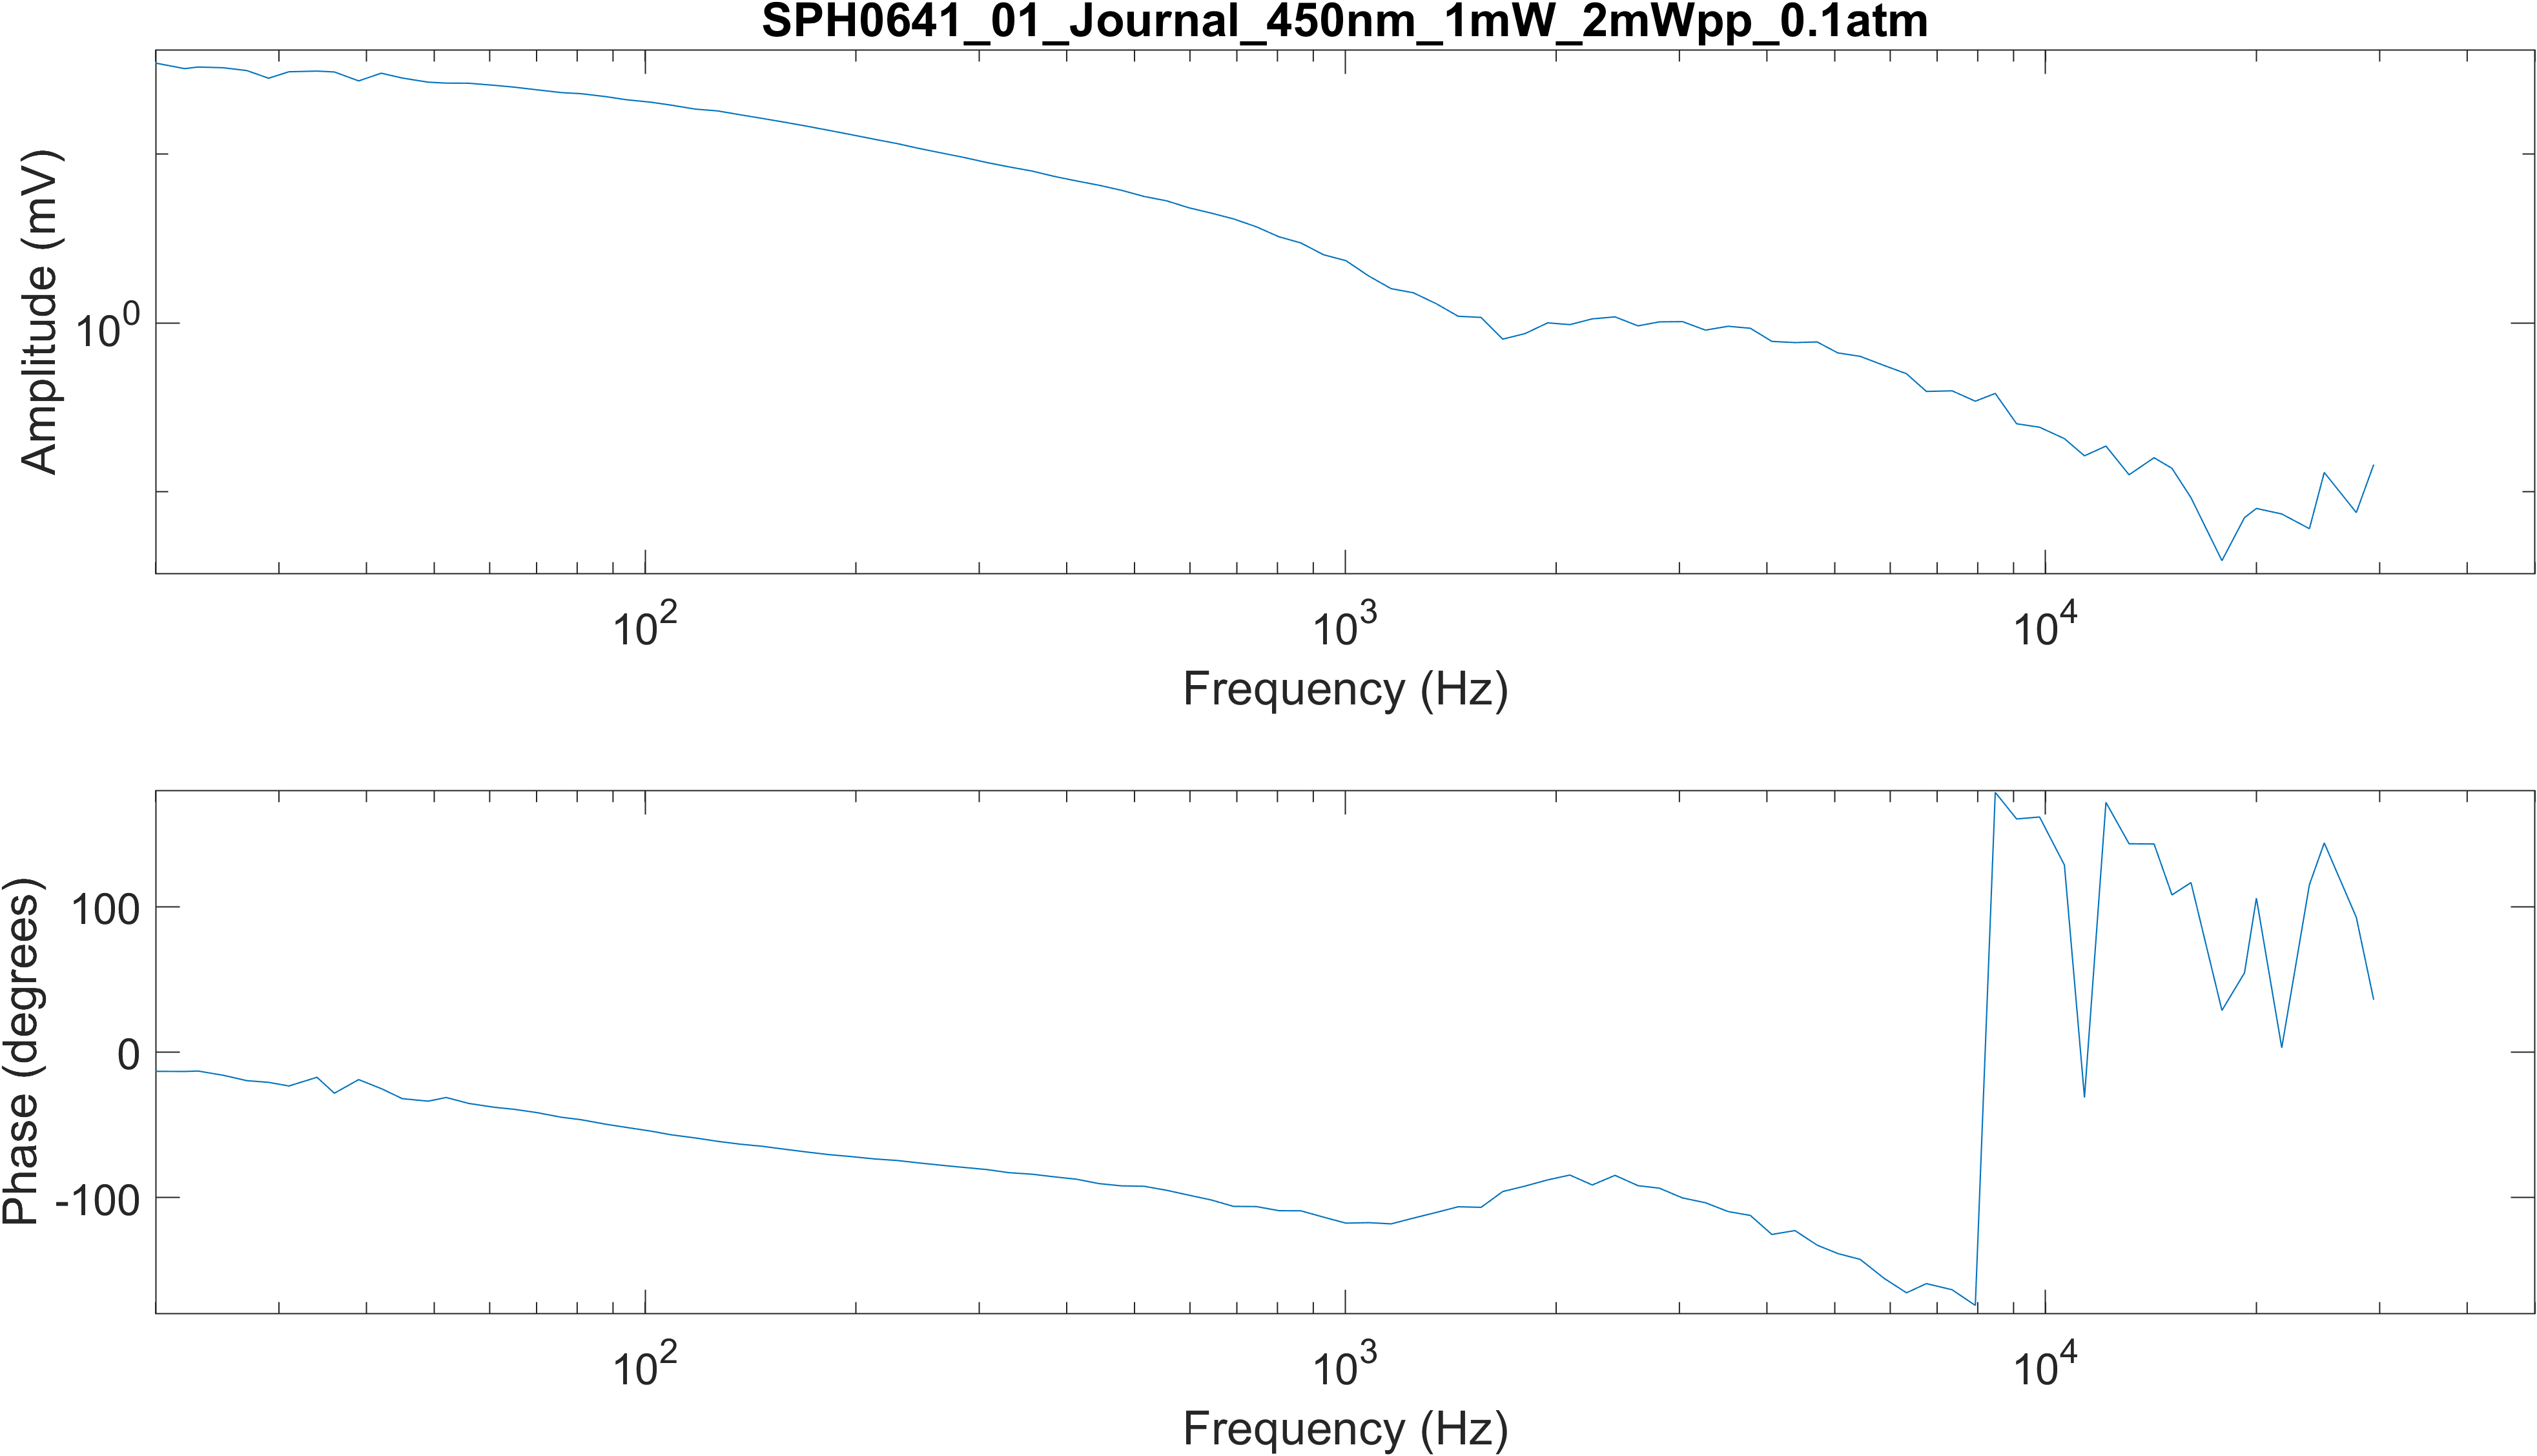 SPH0641_01_Journal_450nm_1mW_2mWpp_0.1atm
Amplitude (mV)
10^0
10^2 10^3 10^4
Frequency (Hz)
Phase (degrees)
100
0
-100
10^2 10^3 10^4
Frequency (Hz)